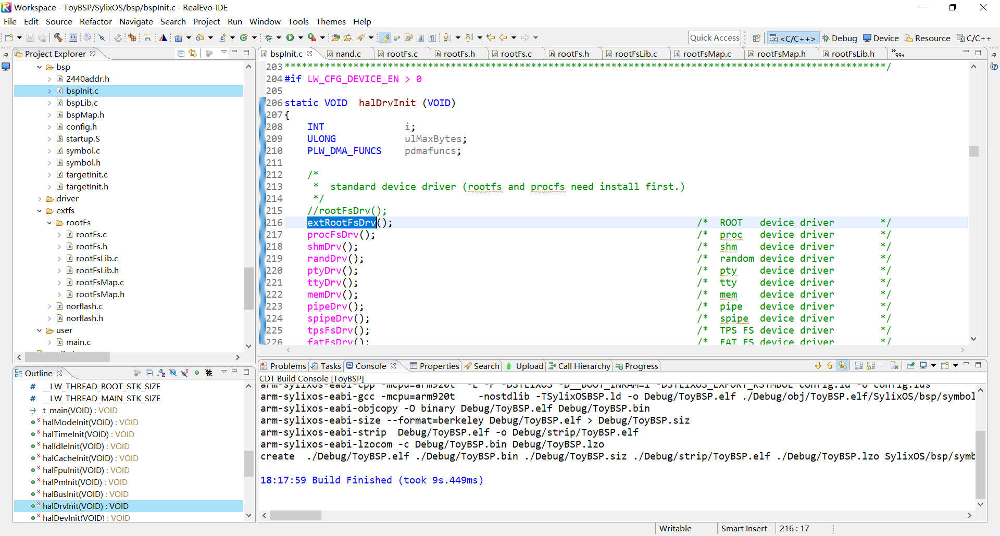 Workspace - ToyBSP/SylixOS/bsp/bspInit.c - RealEvo-IDE
File Edit Source Refactor Navigate Search Project Run Window Tools Themes Help
Quick Access <C/C++> Debug Device Resource C/C++
Project Explorer
bsp
2440addr.h
bspInit.c
bspLib.c
bspMap.h
config.h
startup.S
symbol.c
symbol.h
targetInit.c
targetInit.h
driver
extfs
rootFs
rootFs.c
rootFs.h
rootFsLib.c
rootFsLib.h
rootFsMap.c
rootFsMap.h
norflash.c
norflash.h
user
main.c
bspInit.c nand.c rootFs.c rootFs.h rootFs.c rootFs.h rootFsLib.c rootFsMap.c rootFsMap.h rootFsLib.h »99+
203 *********************************************************************************************************/
204 #if LW_CFG_DEVICE_EN > 0
205
206 static VOID  halDrvInit (VOID)
207 {
208     INT              i;
209     ULONG            ulMaxBytes;
210     PLW_DMA_FUNCS    pdmafuncs;
211
212     /*
213      *  standard device driver (rootfs and procfs need install first.)
214      */
215     //rootFsDrv();
216     extRootFsDrv();                                                     /*  ROOT   device driver        */
217     procFsDrv();                                                        /*  proc   device driver        */
218     shmDrv();                                                           /*  shm    device driver        */
219     randDrv();                                                          /*  random device driver        */
220     ptyDrv();                                                           /*  pty    device driver        */
221     ttyDrv();                                                           /*  tty    device driver        */
222     memDrv();                                                           /*  mem    device driver        */
223     pipeDrv();                                                          /*  pipe   device driver        */
224     spipeDrv();                                                         /*  spipe  device driver        */
225     tpsFsDrv();                                                         /*  TPS FS device driver        */
226     fatFsDrv();                                                         /*  FAT FS device driver        */
Outline
# __LW_THREAD_BOOT_STK_SIZE
# __LW_THREAD_MAIN_STK_SIZE
t_main(VOID) : VOID
halModeInit(VOID) : VOID
halTimeInit(VOID) : VOID
halIdleInit(VOID) : VOID
halCacheInit(VOID) : VOID
halFpuInit(VOID) : VOID
halPmInit(VOID) : VOID
halBusInit(VOID) : VOID
halDrvInit(VOID) : VOID
halDevInit(VOID) : VOID
Problems Tasks Console Properties Search Upload Call Hierarchy Progress
CDT Build Console [ToyBSP]
arm-sylixos-eabi-cpp -mcpu=arm920t  -E -P -DSYLIXOS -D__BOOT_INRAM=1 -DSYLIXOS_EXPORT_KSYMBOL config.ld -o config.lds
arm-sylixos-eabi-gcc -mcpu=arm920t    -nostdlib -TSylixOSBSP.ld -o Debug/ToyBSP.elf ./Debug/obj/ToyBSP.elf/SylixOS/bsp/symbol
arm-sylixos-eabi-objcopy -O binary Debug/ToyBSP.elf Debug/ToyBSP.bin
arm-sylixos-eabi-size --format=berkeley Debug/ToyBSP.elf > Debug/ToyBSP.siz
arm-sylixos-eabi-strip  Debug/ToyBSP.elf -o Debug/strip/ToyBSP.elf
arm-sylixos-eabi-lzocom -c Debug/ToyBSP.bin Debug/ToyBSP.lzo
create  ./Debug/ToyBSP.elf ./Debug/ToyBSP.bin ./Debug/ToyBSP.siz ./Debug/strip/ToyBSP.elf ./Debug/ToyBSP.lzo SylixOS/bsp/symb
18:17:59 Build Finished (took 9s.449ms)
Writable Smart Insert 216 : 17